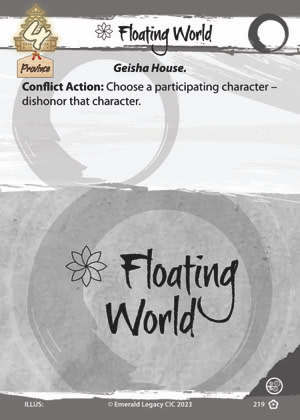 4
Floating World
Province
Geisha House.
Conflict Action: Choose a participating character –
dishonor that character.
Floating
World
ILLUS:
© Emerald Legacy CIC 2023
219